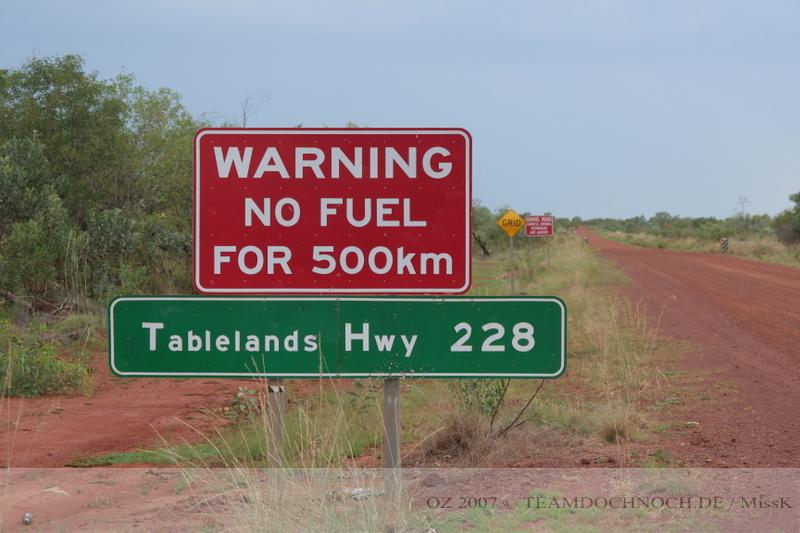 WARNING
NO FUEL
FOR 500km
Tablelands Hwy 228
GRID
GRAVEL ROAD
OZ 2007 © TEAMDOCHNOCH.DE / MissK